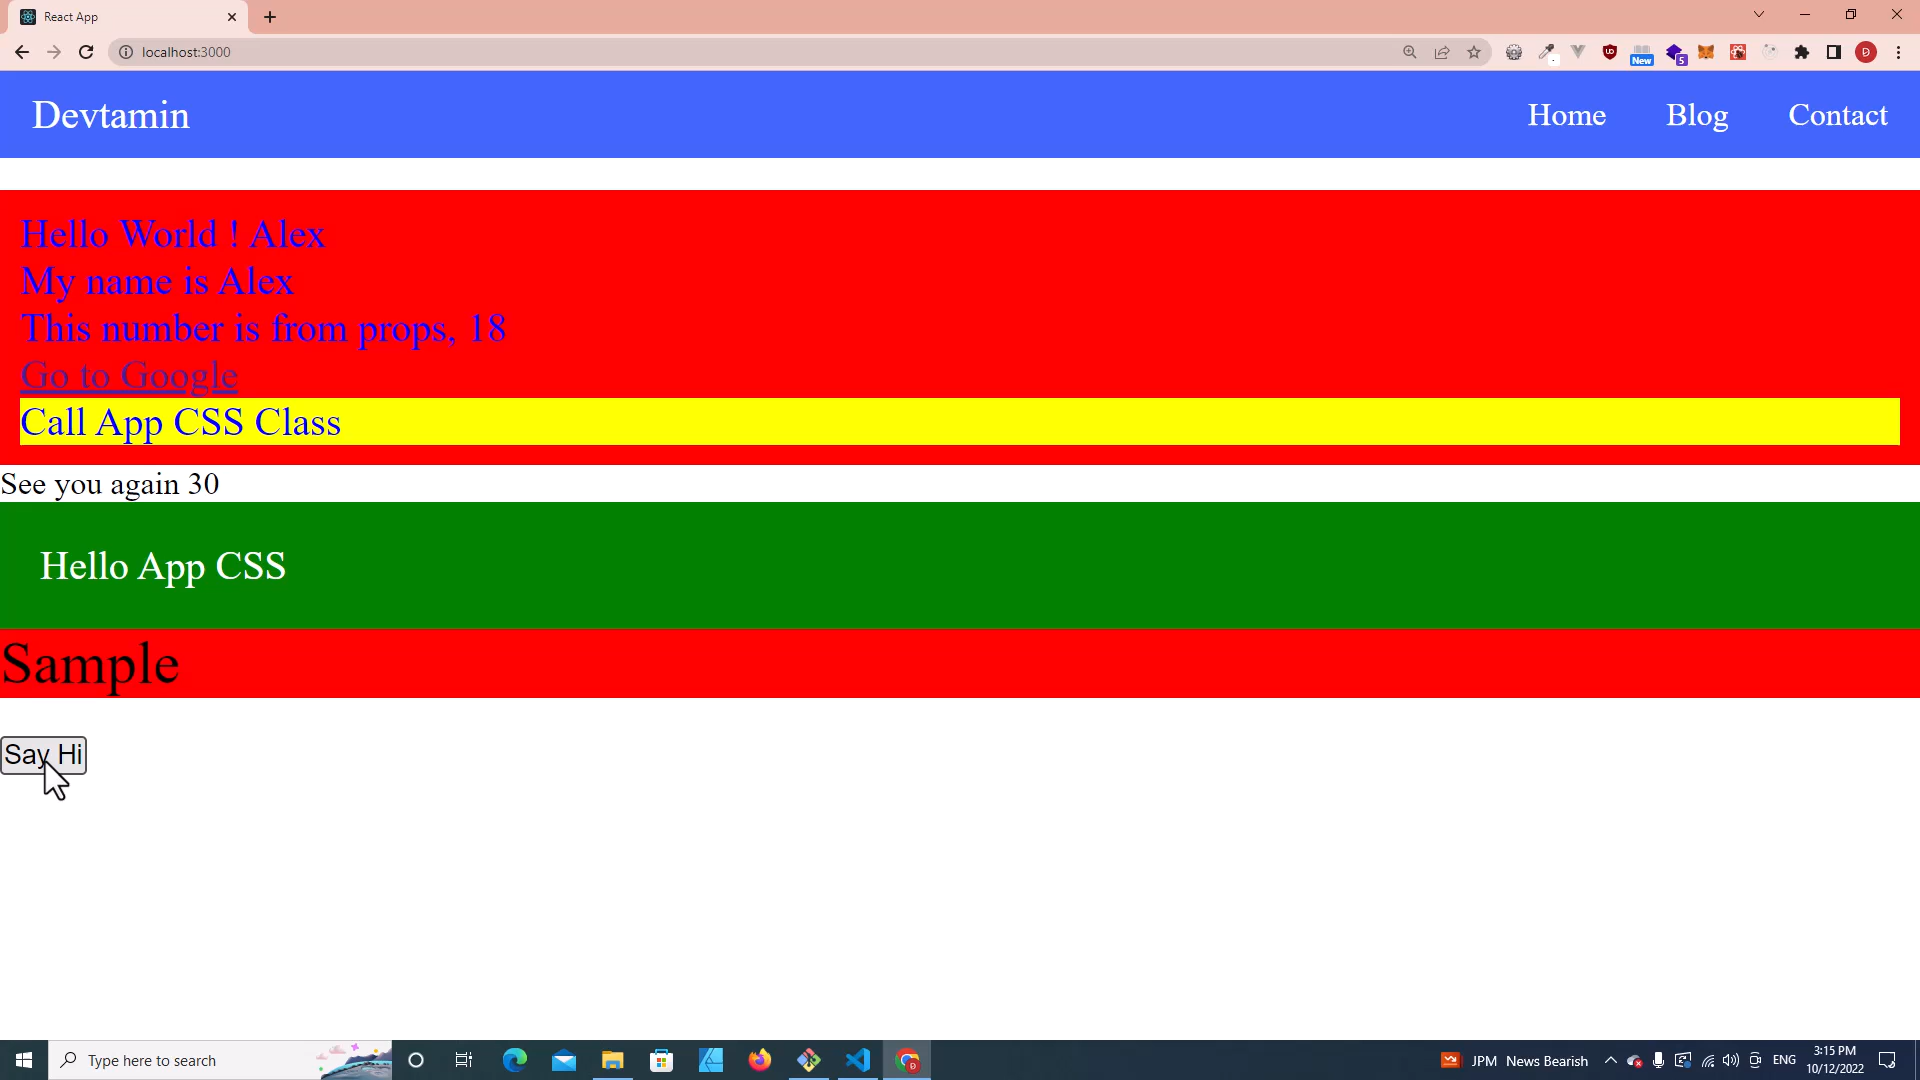 React App
localhost:3000
New
5
D
Devtamin
Home Blog Contact
Hello World ! Alex
My name is Alex
This number is from props, 18
Go to Google
Call App CSS Class
See you again 30
Hello App CSS
Sample
Say Hi
Type here to search
JPM News Bearish
ENG
3:15 PM
10/12/2022